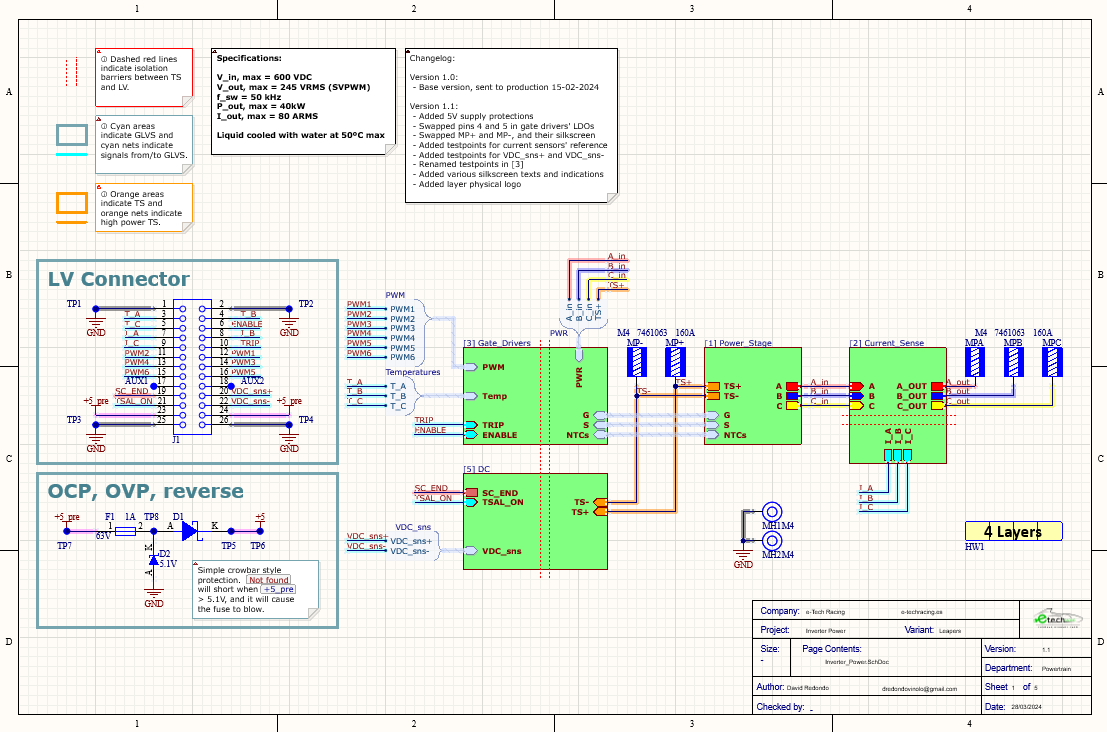 1 2 3 4
A A
B B
C C
D D
ⓘ Dashed red lines
indicate isolation
barriers between TS
and LV.
ⓘ Cyan areas
indicate GLVS and
cyan nets indicate
signals from/to GLVS.
ⓘ Orange areas
indicate TS and
orange nets indicate
high power TS.
Specifications:
V_in, max = 600 VDC
V_out, max = 245 VRMS (SVPWM)
f_sw = 50 kHz
P_out, max = 40kW
I_out, max = 80 ARMS
Liquid cooled with water at 50ºC max
Changelog:
Version 1.0:
- Base version, sent to production 15-02-2024
Version 1.1:
- Added 5V supply protections
- Swapped pins 4 and 5 in gate drivers' LDOs
- Swapped MP+ and MP-, and their silkscreen
- Added testpoints for current sensors' reference
- Added testpoints for VDC_sns+ and VDC_sns-
- Renamed testpoints in [3]
- Added various silkscreen texts and indications
- Added layer physical logo
LV Connector
TP1 1 2 TP2
T_A 3 4 T_B
GND 5 6 ENABLE GND
I_A 7 8 I_B
I_C 9 10 TRIP
PWM2 11 12 PWM1
PWM4 13 14 PWM3
PWM6 15 16 PWM5
AUX1 17 18 AUX2
SC_END 19 20 VDC_sns+
TSAL_ON 21 22 VDC_sns-
+5_pre 23 24 +5_pre
TP3 25 26 TP4
GND J1 GND
OCP, OVP, reverse
+5_pre F1 1A TP8 D1 +5
1 2 A K
63V
TP7 TP5 TP6
K D2
A 5.1V
GND
Simple crowbar style
protection. Not found
will short when +5_pre
> 5.1V, and it will cause
the fuse to blow.
PWM
PWM1 PWM1
PWM2 PWM2
PWM3 PWM3
PWM4 PWM4
PWM5 PWM5
PWM6 PWM6
Temperatures
T_A T_A
T_B T_B
T_C T_C
TRIP
ENABLE
SC_END
TSAL_ON
VDC_sns
VDC_sns+ VDC_sns+
VDC_sns- VDC_sns-
A_in
B_in
C_in
TS+
A_in B_in C_in TS+
PWR
[3] Gate_Drivers
PWR
PWM
Temp
TRIP
ENABLE
G
S
NTCs
[5] DC
SC_END
TSAL_ON
VDC_sns
TS-
TS+
M4 7461063 160A
MP- MP+
TS+
TS-
[1] Power_Stage
TS+ A
TS- B
C
G
S
NTCs
A_in
B_in
C_in
[2] Current_Sense
A A_OUT
B B_OUT
C C_OUT
I_A I_B I_C
A_out
B_out
C_out
M4 7461063 160A
MPA MPB MPC
I_A
I_B
I_C
MH1M4
MH2M4
GND
4 Layers
HW1
Company: e-Tech Racing e-techracing.es
etech
Project: Inverter Power Variant: Leapers
Size: - Page Contents: Inverter_Power.SchDoc
Version: 1.1
Department: Powertrain
Author: David Redondo dredondovinolo@gmail.com Sheet 1 of 5
Checked by: - Date: 28/03/2024
1 2 3 4